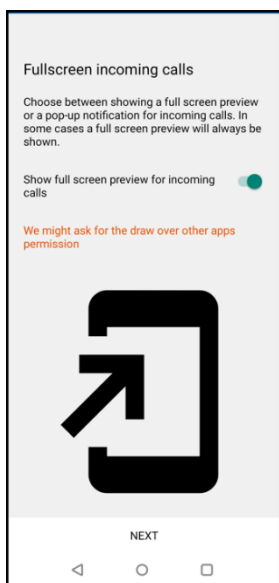 Fullscreen incoming calls
Choose between showing a full screen preview
or a pop-up notification for incoming calls. In
some cases a full screen preview will always be
shown.
Show full screen preview for incoming
calls
We might ask for the draw over other apps
permission
NEXT